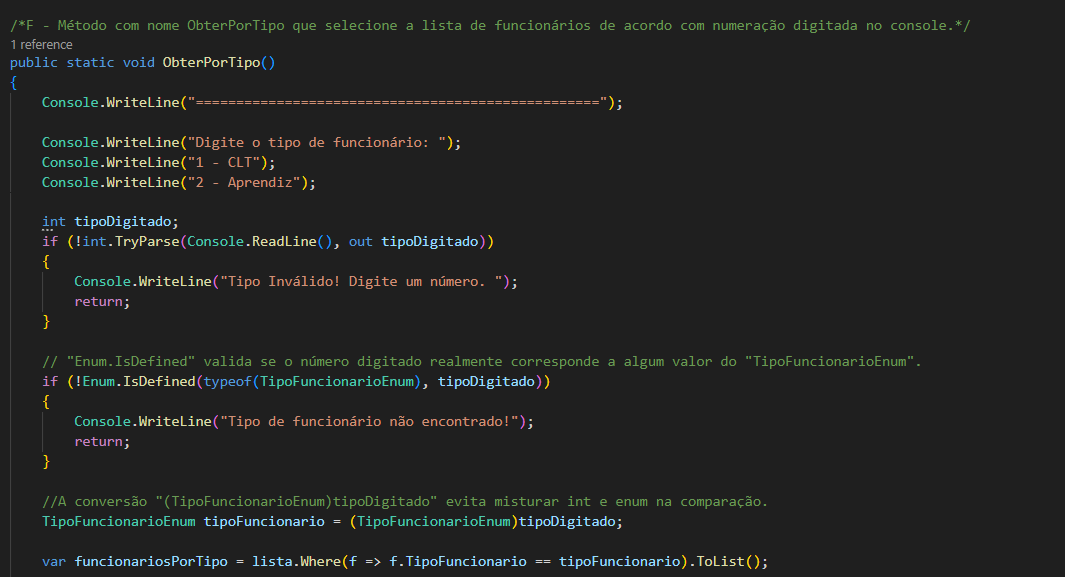 /*F - Método com nome ObterPorTipo que selecione a lista de funcionários de acordo com numeração digitada no console.*/
1 reference
public static void ObterPorTipo()
{
    Console.WriteLine("==================================================");

    Console.WriteLine("Digite o tipo de funcionário: ");
    Console.WriteLine("1 - CLT");
    Console.WriteLine("2 - Aprendiz");

    int tipoDigitado;
    if (!int.TryParse(Console.ReadLine(), out tipoDigitado))
    {
        Console.WriteLine("Tipo Inválido! Digite um número. ");
        return;
    }

    // "Enum.IsDefined" valida se o número digitado realmente corresponde a algum valor do "TipoFuncionarioEnum".
    if (!Enum.IsDefined(typeof(TipoFuncionarioEnum), tipoDigitado))
    {
        Console.WriteLine("Tipo de funcionário não encontrado!");
        return;
    }

    //A conversão "(TipoFuncionarioEnum)tipoDigitado" evita misturar int e enum na comparação.
    TipoFuncionarioEnum tipoFuncionario = (TipoFuncionarioEnum)tipoDigitado;

    var funcionariosPorTipo = lista.Where(f => f.TipoFuncionario == tipoFuncionario).ToList();